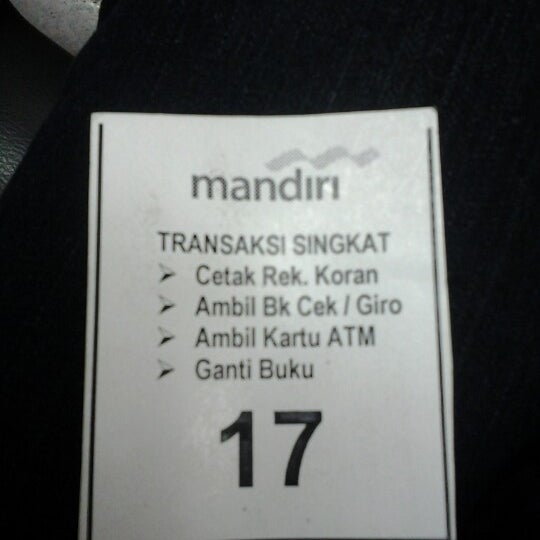 mandiri
TRANSAKSI SINGKAT
➢ Cetak Rek. Koran
➢ Ambil Bk Cek / Giro
➢ Ambil Kartu ATM
➢ Ganti Buku
17